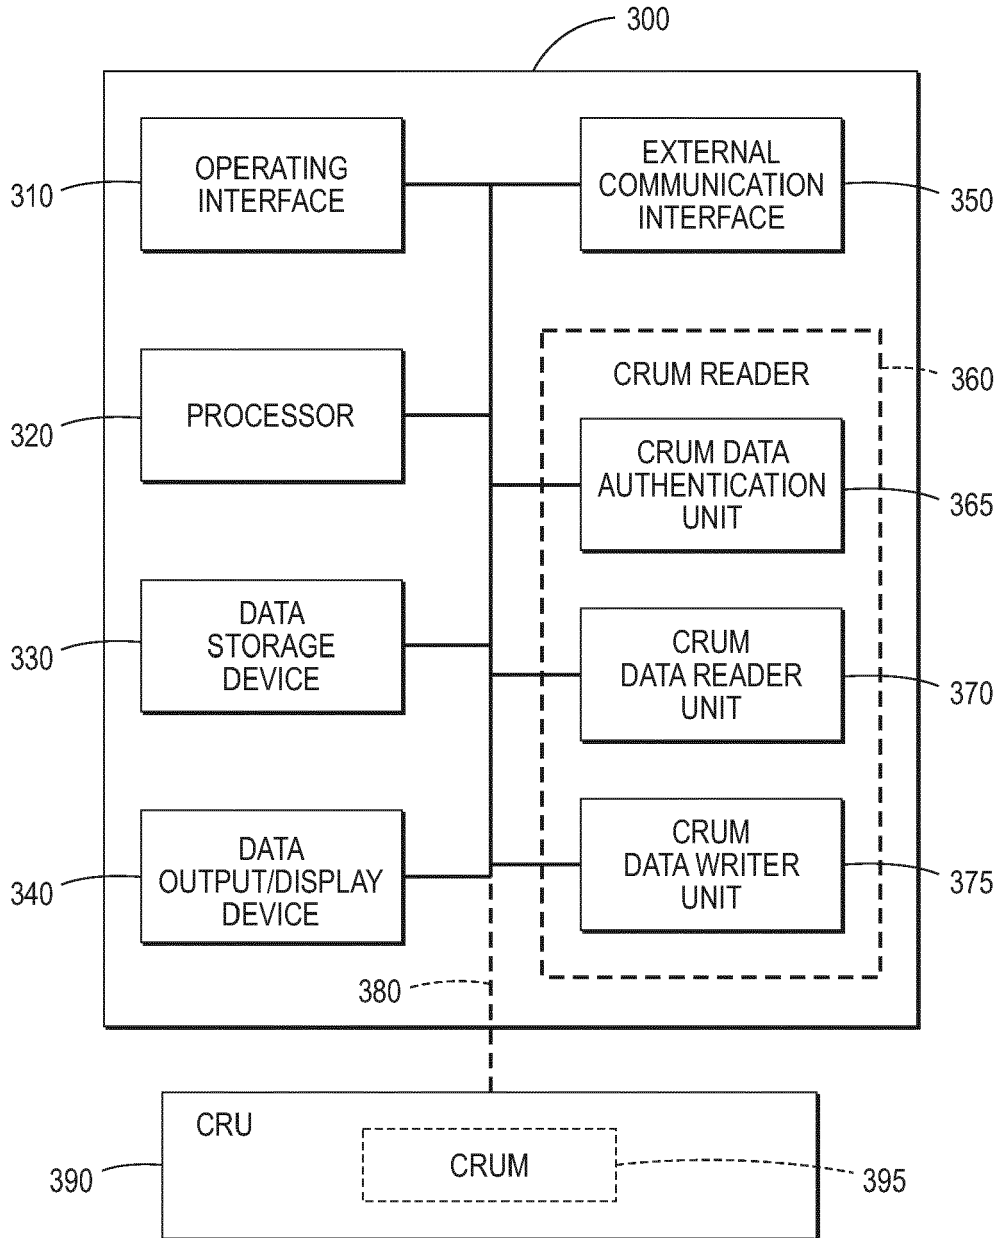 300
OPERATING
INTERFACE
310
EXTERNAL
COMMUNICATION
INTERFACE
350
PROCESSOR
320
CRUM READER
360
CRUM DATA
AUTHENTICATION
UNIT
365
DATA
STORAGE
DEVICE
330
CRUM
DATA READER
UNIT
370
DATA
OUTPUT/DISPLAY
DEVICE
340
CRUM
DATA WRITER
UNIT
375
380
CRU
CRUM
390
395